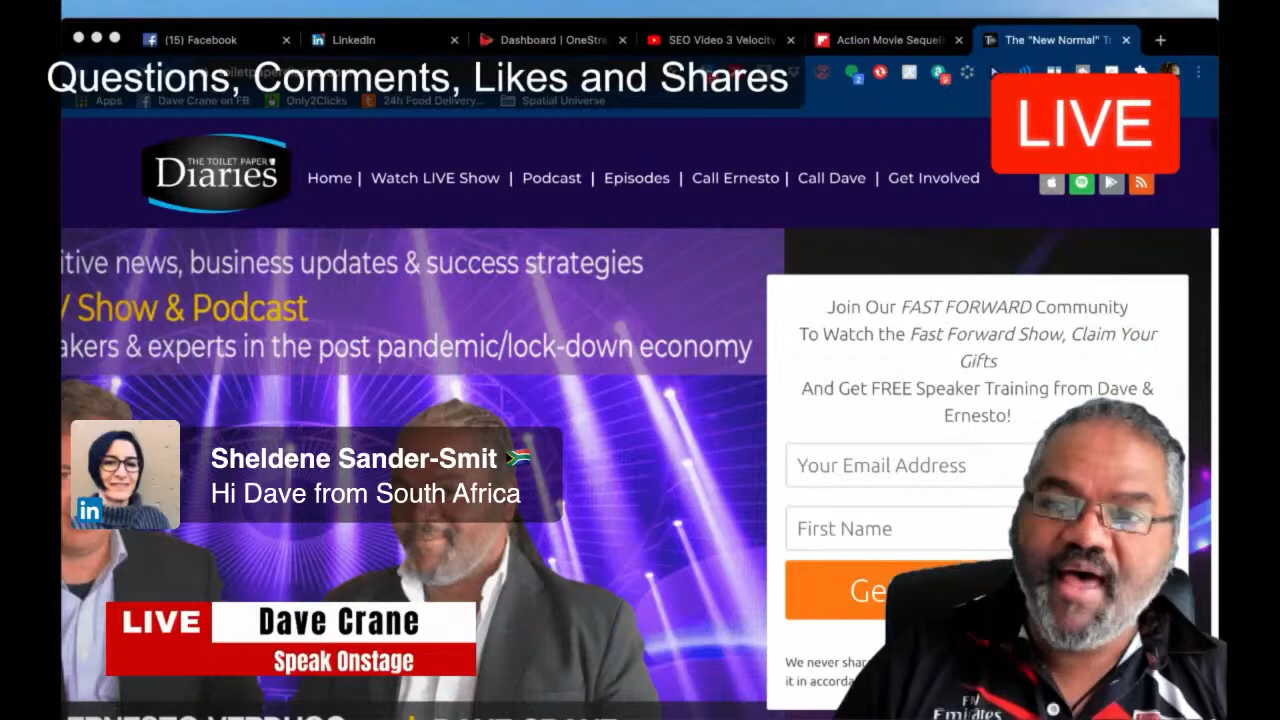 (15) Facebook
LinkedIn
Dashboard | OneStre
SEO Video 3 Velocity
Action Movie Sequel
The "New Normal" T
Questions, Comments, Likes and Shares
Apps
Dave Crane on FB
Only2Clicks
24h Food Delivery...
Spatial Universe
LIVE
THE TOILET PAPER
Diaries
Home | Watch LIVE Show | Podcast | Episodes | Call Ernesto | Call Dave | Get Involved
itive news, business updates & success strategies
/ Show & Podcast
akers & experts in the post pandemic/lock-down economy
Join Our FAST FORWARD Community
To Watch the Fast Forward Show, Claim Your
Gifts
And Get FREE Speaker Training from Dave &
Ernesto!
Your Email Address
First Name
Ge
We never shar
it in accorda
Sheldene Sander-Smit
Hi Dave from South Africa
in
LIVE
Dave Crane
Speak Onstage
Fly
Emirates